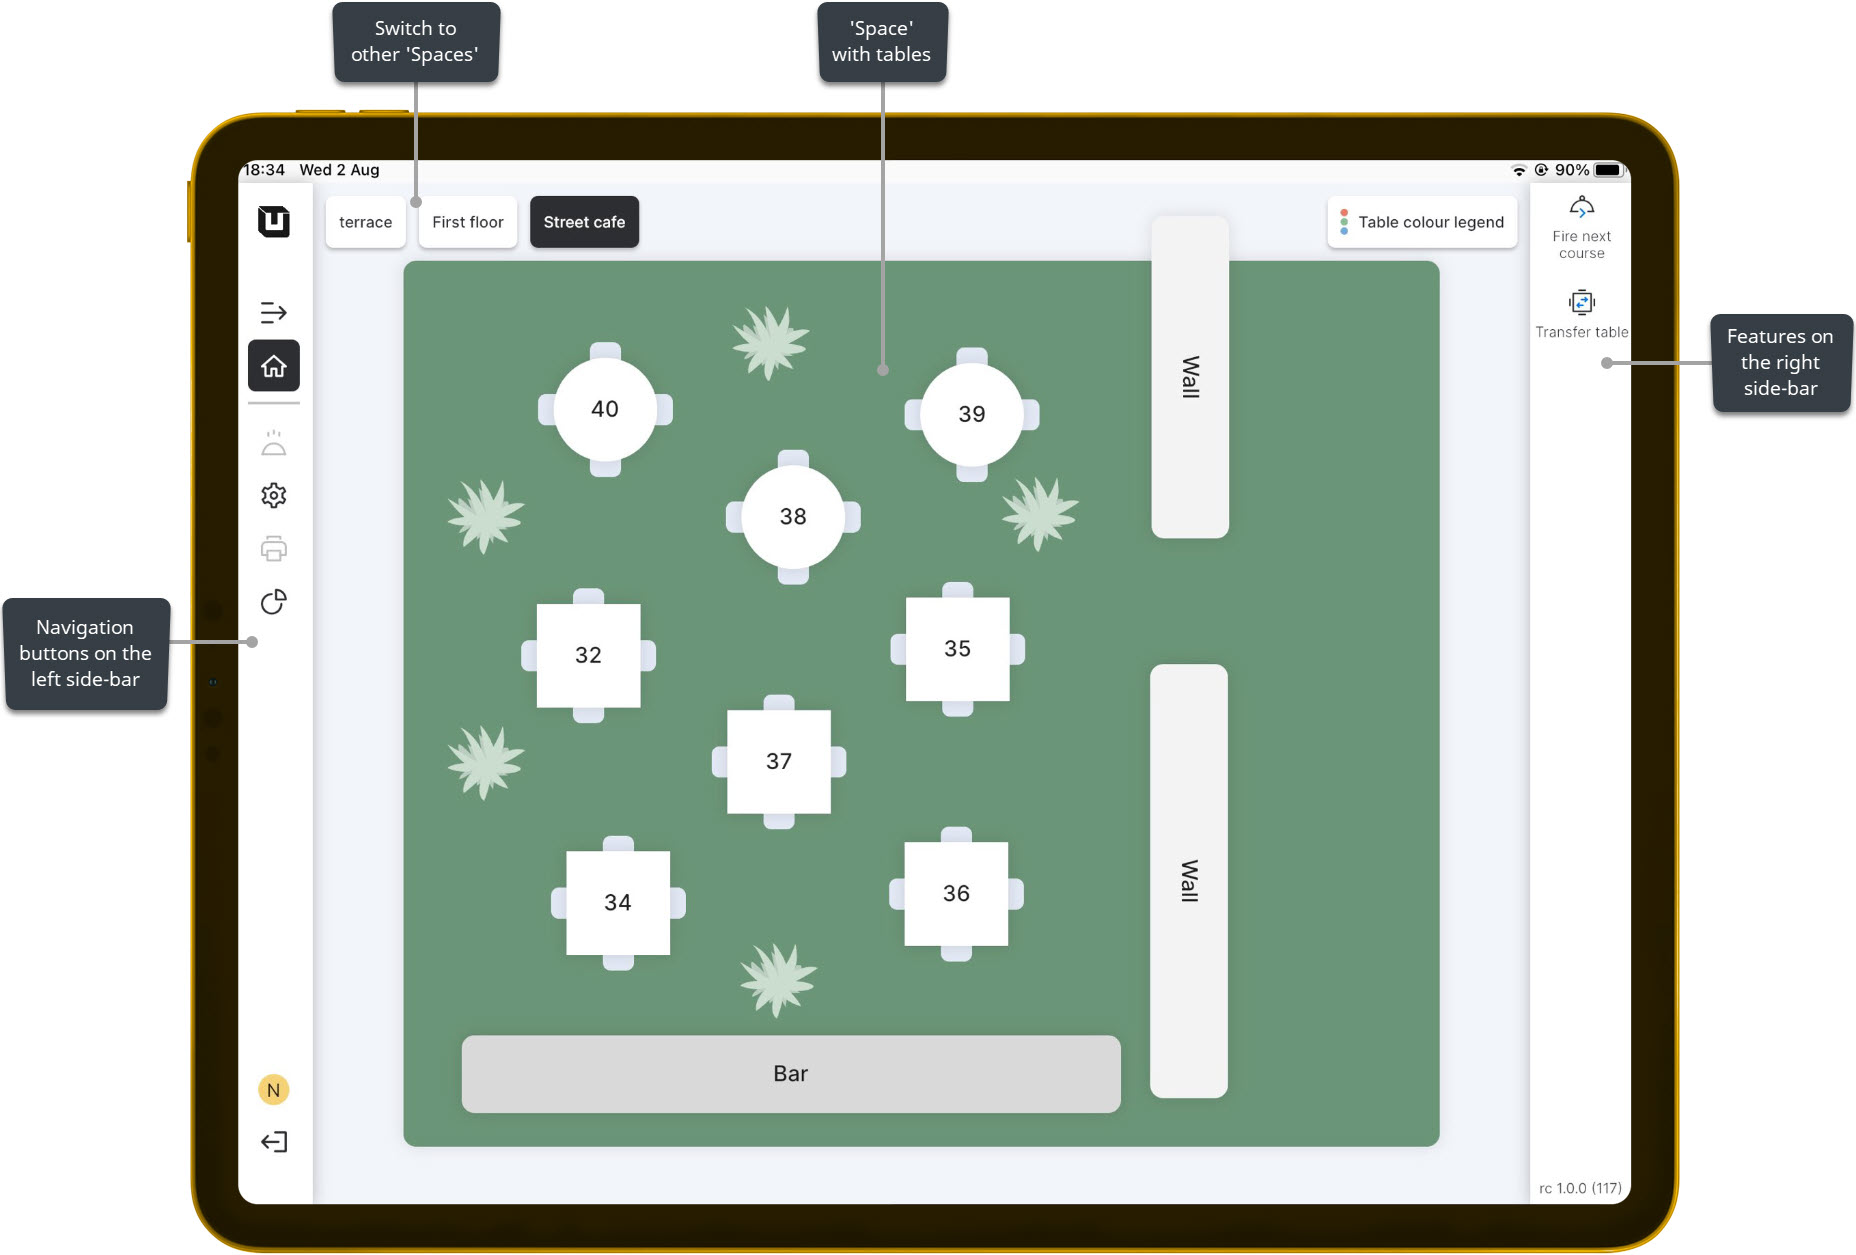 Switch to
other 'Spaces'
'Space'
with tables
18:34 Wed 2 Aug
90%
terrace
First floor
Street cafe
Table colour legend
Fire next
course
Transfer table
Features on
the right
side-bar
Navigation
buttons on the
left side-bar
40
39
38
Wall
32
35
37
34
36
Wall
Bar
N
rc 1.0.0 (117)